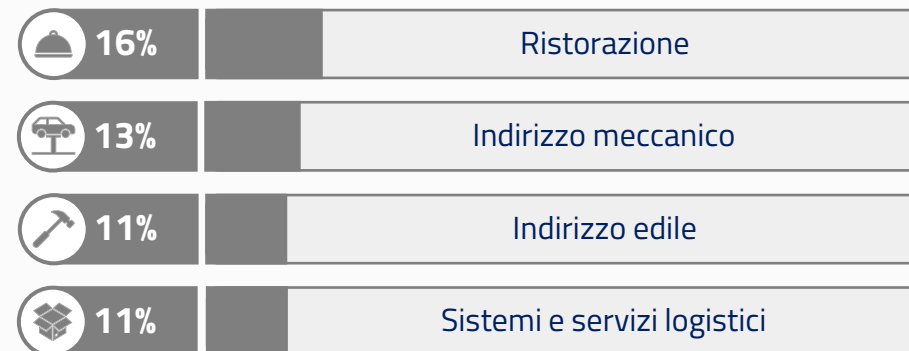 16% Ristorazione
13% Indirizzo meccanico
11% Indirizzo edile
11% Sistemi e servizi logistici